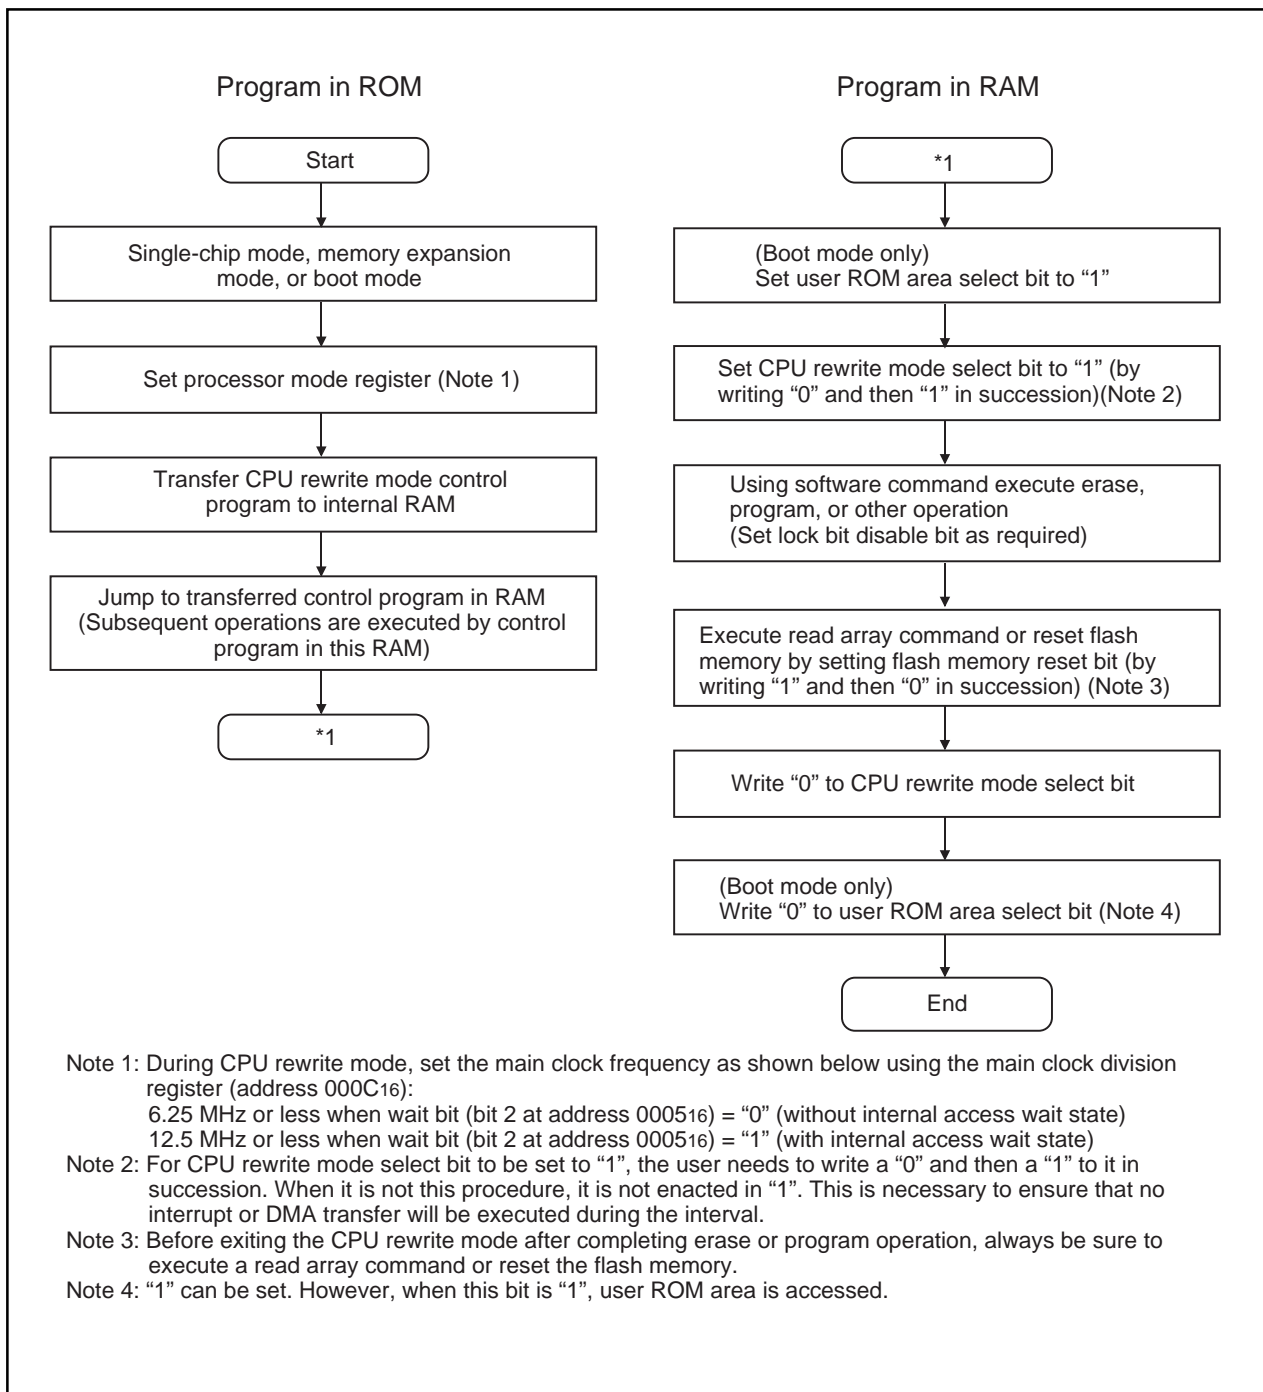 Program in ROM
Start
Single-chip mode, memory expansion
mode, or boot mode
Set processor mode register (Note 1)
Transfer CPU rewrite mode control
program to internal RAM
Jump to transferred control program in RAM
(Subsequent operations are executed by control
program in this RAM)
*1
Program in RAM
*1
(Boot mode only)
Set user ROM area select bit to “1”
Set CPU rewrite mode select bit to “1” (by
writing “0” and then “1” in succession)(Note 2)
Using software command execute erase,
program, or other operation
(Set lock bit disable bit as required)
Execute read array command or reset flash
memory by setting flash memory reset bit (by
writing “1” and then “0” in succession) (Note 3)
Write “0” to CPU rewrite mode select bit
(Boot mode only)
Write “0” to user ROM area select bit (Note 4)
End
Note 1: During CPU rewrite mode, set the main clock frequency as shown below using the main clock division
register (address 000C16):
6.25 MHz or less when wait bit (bit 2 at address 000516) = “0” (without internal access wait state)
12.5 MHz or less when wait bit (bit 2 at address 000516) = “1” (with internal access wait state)
Note 2: For CPU rewrite mode select bit to be set to “1”, the user needs to write a “0” and then a “1” to it in
succession. When it is not this procedure, it is not enacted in “1”. This is necessary to ensure that no
interrupt or DMA transfer will be executed during the interval.
Note 3: Before exiting the CPU rewrite mode after completing erase or program operation, always be sure to
execute a read array command or reset the flash memory.
Note 4: “1” can be set. However, when this bit is “1”, user ROM area is accessed.